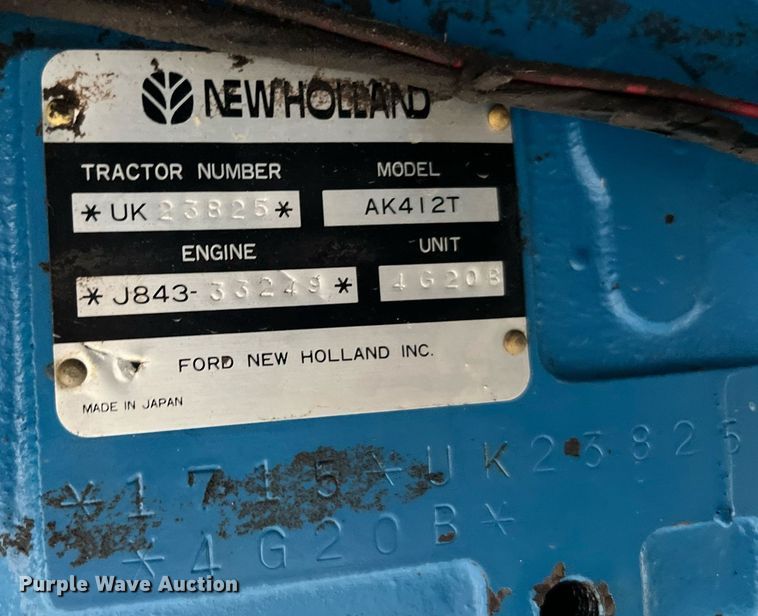 NEW HOLLAND
TRACTOR NUMBER MODEL
*UK 23825* AK412T
ENGINE UNIT
*J843-33249* 4G20B
FORD NEW HOLLAND INC.
MADE IN JAPAN
*1715*UK23825
*4G20B*
Purple Wave Auction